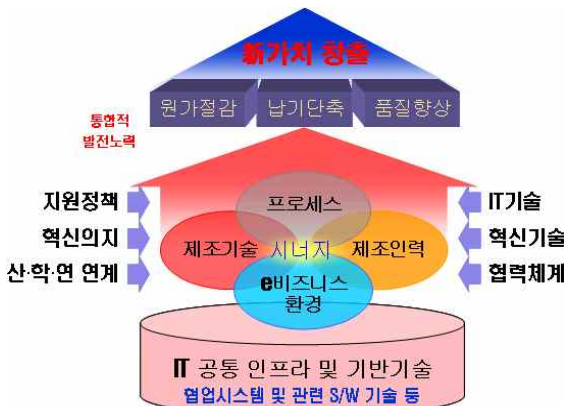 新가치 창출
원가절감 납기단축 품질향상
통합적
발전노력
지원정책
혁신의지
산·학·연 연계
프로세스
제조기술 시너지 제조인력
e비즈니스
환경
IT기술
혁신기술
협력체계
IT 공통 인프라 및 기반기술
협업시스템 및 관련 S/W 기술 등